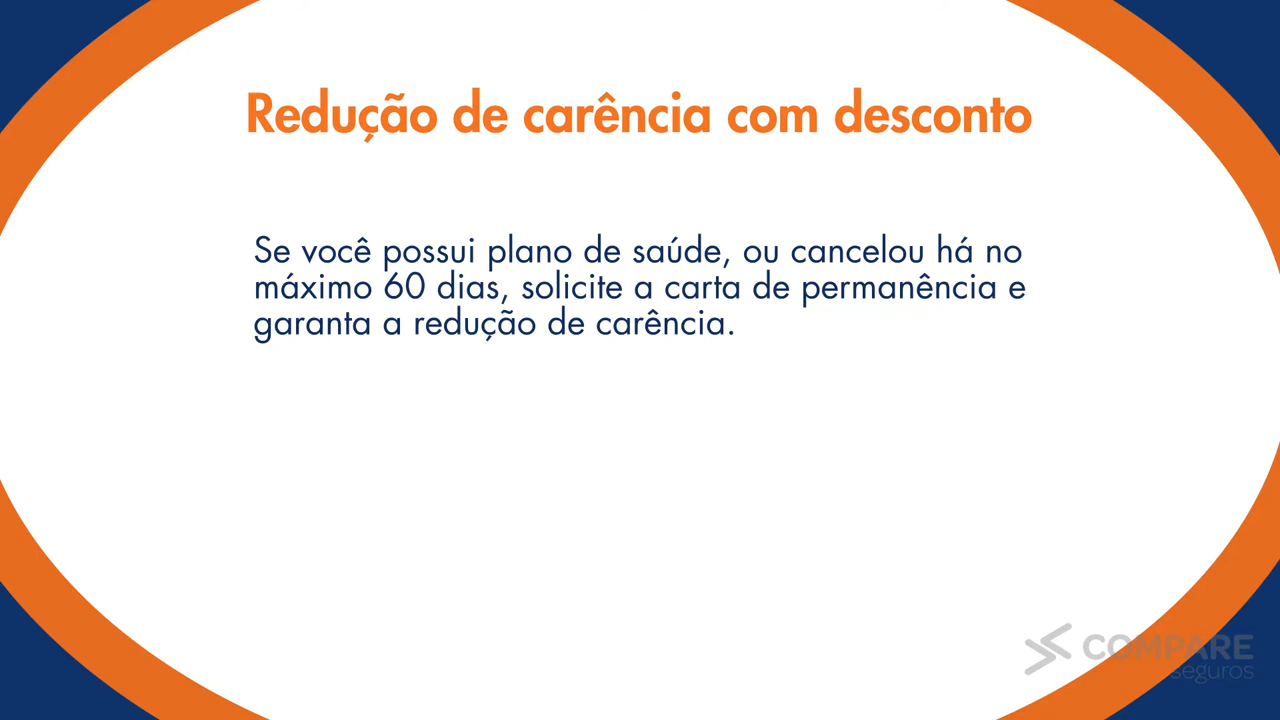 Redução de carência com desconto
Se você possui plano de saúde, ou cancelou há no
máximo 60 dias, solicite a carta de permanência e
garanta a redução de carência.
COMPARE
seguros